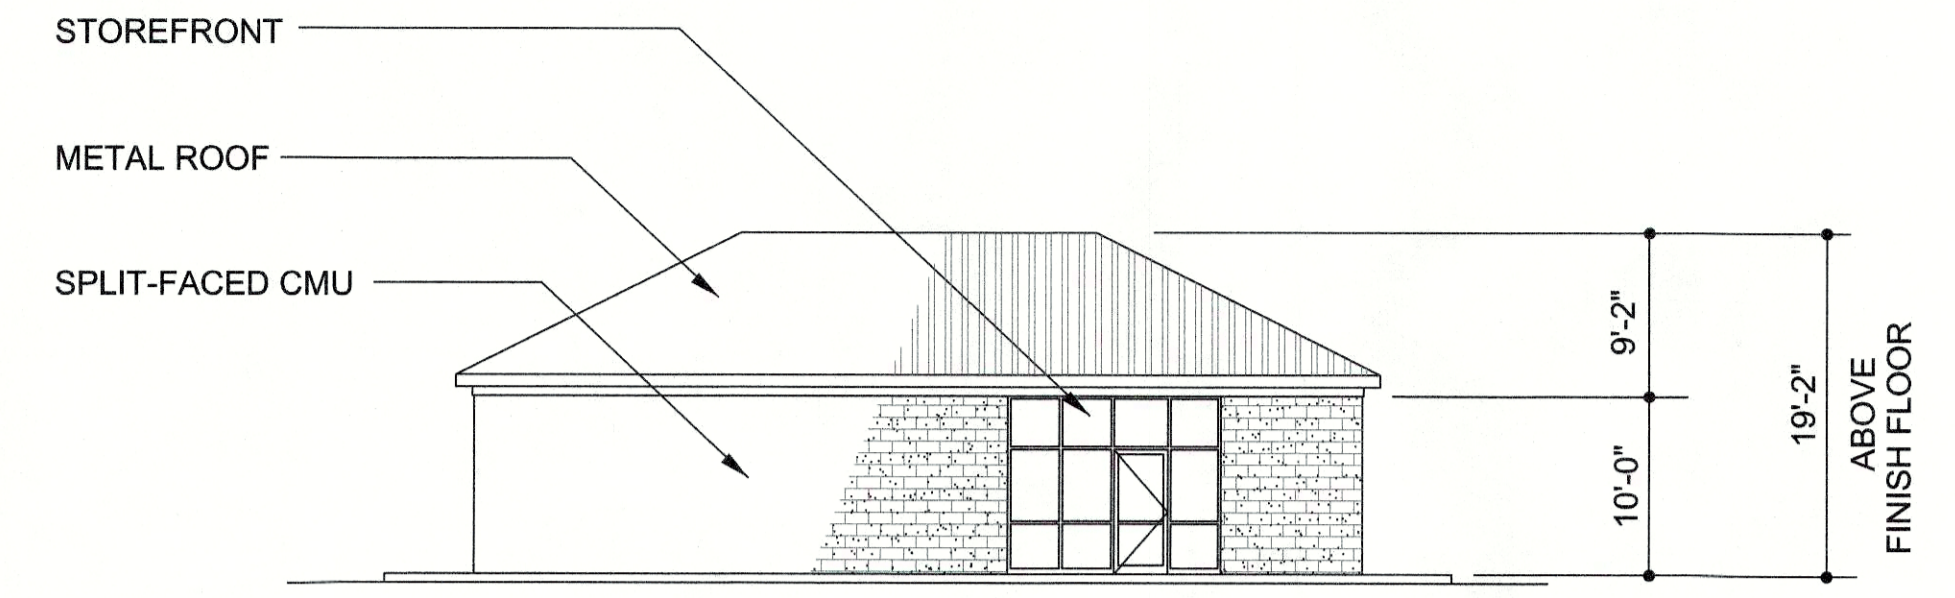 STOREFRONT
METAL ROOF
SPLIT-FACED CMU
9'-2"
10'-0"
19'-2"
ABOVE
FINISH FLOOR